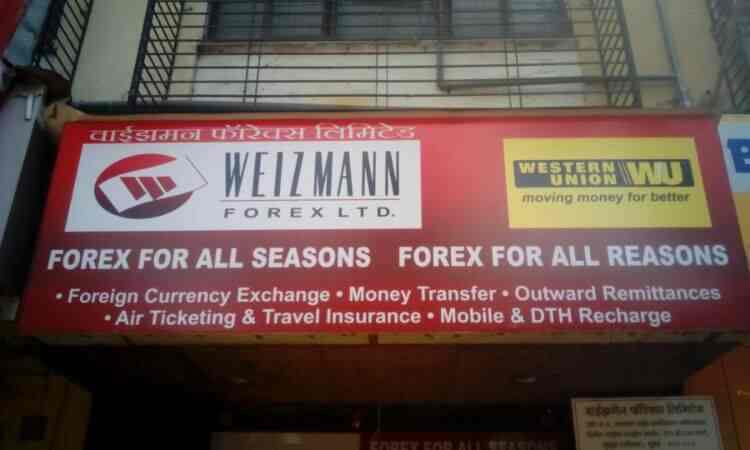 वाईझमन फॉरेक्स लिमिटेड
WEIZMANN
FOREX LTD.
WESTERN
UNION WU
moving money for better
FOREX FOR ALL SEASONS FOREX FOR ALL REASONS
• Foreign Currency Exchange • Money Transfer • Outward Remittances
• Air Ticketing & Travel Insurance • Mobile & DTH Recharge
FOREX FOR ALL SEASONS
वाईझमॅन फॉरेक्स लिमिटेड